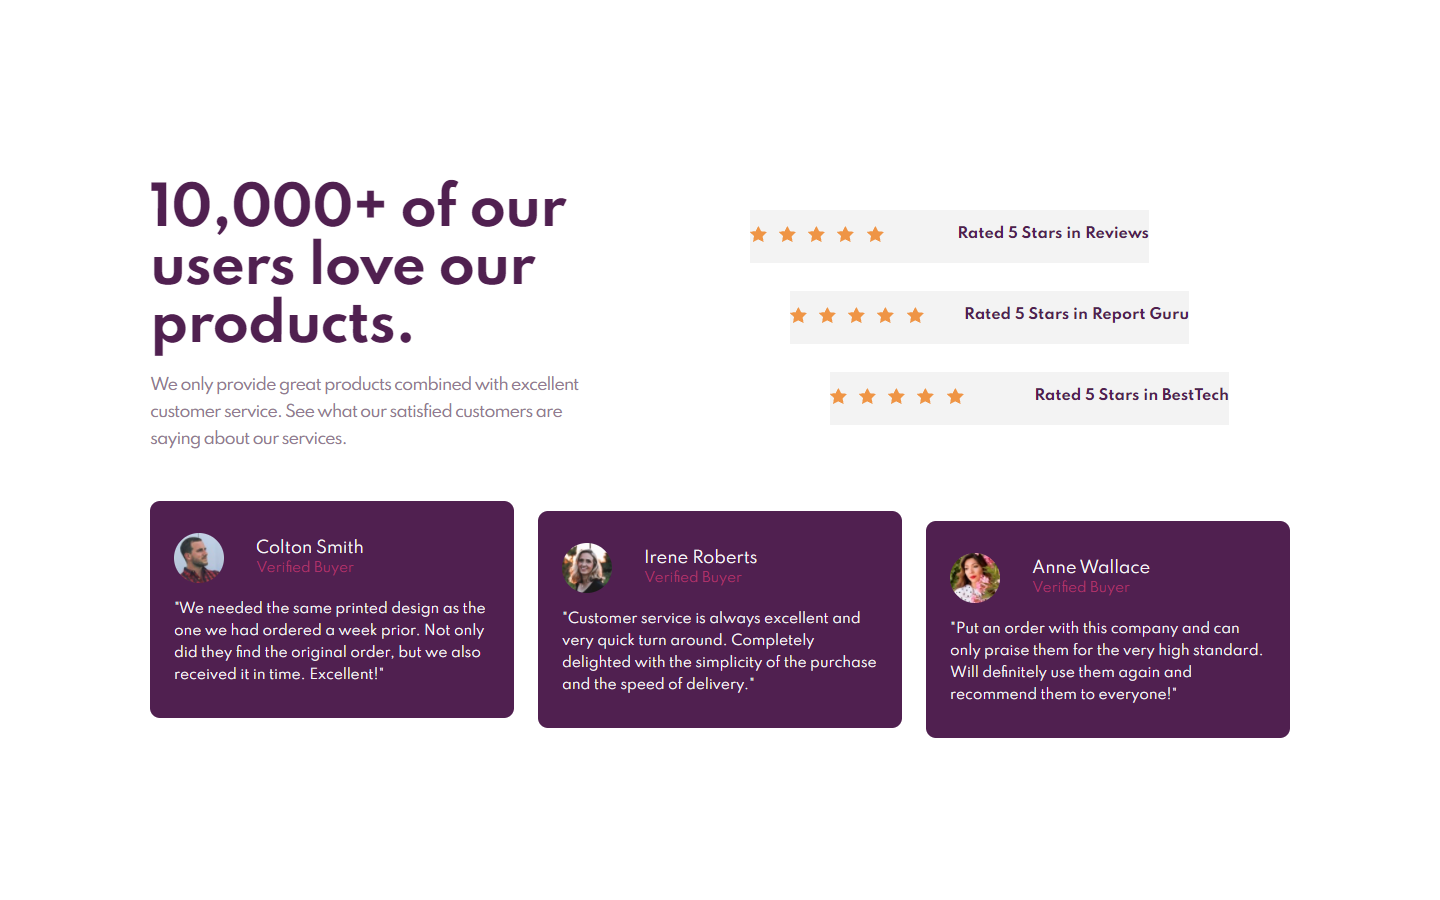 10,000+ of our
users love our
products.
We only provide great products combined with excellent
customer service. See what our satisfied customers are
saying about our services.
Rated 5 Stars in Reviews
Rated 5 Stars in Report Guru
Rated 5 Stars in BestTech
Colton Smith
Verified Buyer
"We needed the same printed design as the
one we had ordered a week prior. Not only
did they find the original order, but we also
received it in time. Excellent!"
Irene Roberts
Verified Buyer
"Customer service is always excellent and
very quick turn around. Completely
delighted with the simplicity of the purchase
and the speed of delivery."
Anne Wallace
Verified Buyer
"Put an order with this company and can
only praise them for the very high standard.
Will definitely use them again and
recommend them to everyone!"